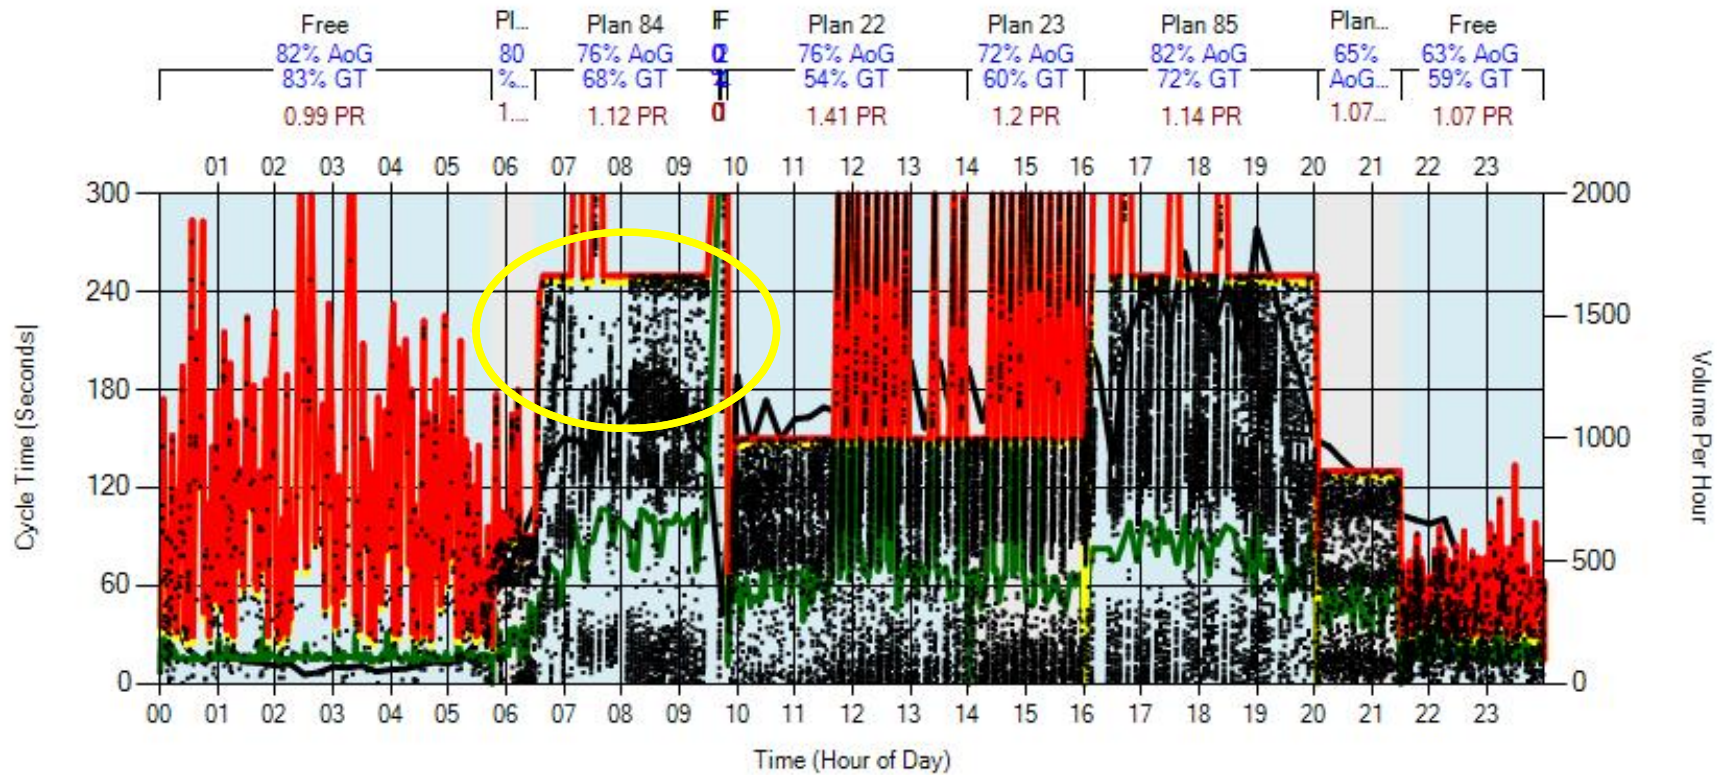 Free Pl... Plan 84 Plan 22 Plan 23 Plan 85 Plan... Free
82% AoG 80 76% AoG 76% AoG 72% AoG 82% AoG 65% 63% AoG
83% GT %... 68% GT 54% GT 60% GT 72% GT AoG... 59% GT
0.99 PR 1.... 1.12 PR 1.41 PR 1.2 PR 1.14 PR 1.07... 1.07 PR
01 02 03 04 05 06 07 08 09 10 11 12 13 14 15 16 17 18 19 20 21 22 23
300 2000
240 1500
180
1000
120
60 500
0 0
00 01 02 03 04 05 06 07 08 09 10 11 12 13 14 15 16 17 18 19 20 21 22 23
Cycle Time (Seconds)
Volume Per Hour
Time (Hour of Day)